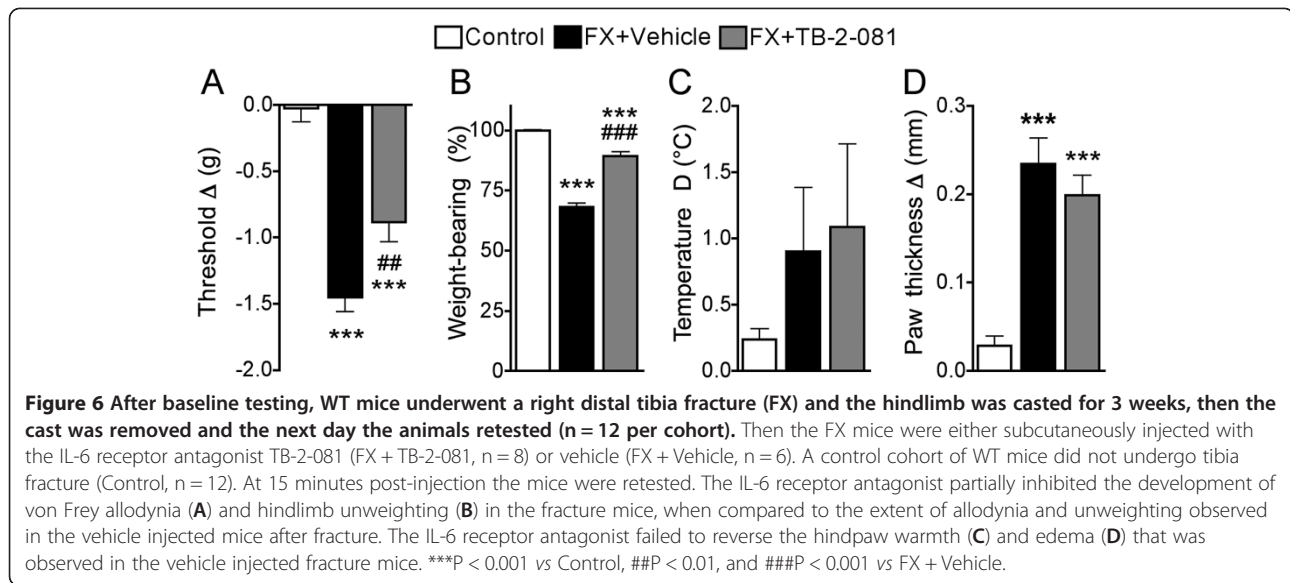 Control FX+Vehicle FX+TB-2-081
A
Threshold Δ (g)
0.0
-0.5
-1.0
-1.5
-2.0
***
##
***
B
Weight-bearing (%)
100
75
50
25
0
***
***
###
C
Temperature D (°C)
2.0
1.5
1.0
0.5
0.0
D
Paw thickness Δ (mm)
0.3
0.2
0.1
0.0
***
***
Figure 6 After baseline testing, WT mice underwent a right distal tibia fracture (FX) and the hindlimb was casted for 3 weeks, then the
cast was removed and the next day the animals retested (n = 12 per cohort). Then the FX mice were either subcutaneously injected with
the IL-6 receptor antagonist TB-2-081 (FX + TB-2-081, n = 8) or vehicle (FX + Vehicle, n = 6). A control cohort of WT mice did not undergo tibia
fracture (Control, n = 12). At 15 minutes post-injection the mice were retested. The IL-6 receptor antagonist partially inhibited the development of
von Frey allodynia (A) and hindlimb unweighting (B) in the fracture mice, when compared to the extent of allodynia and unweighting observed
in the vehicle injected mice after fracture. The IL-6 receptor antagonist failed to reverse the hindpaw warmth (C) and edema (D) that was
observed in the vehicle injected fracture mice. ***P < 0.001 vs Control, ##P < 0.01, and ###P < 0.001 vs FX + Vehicle.